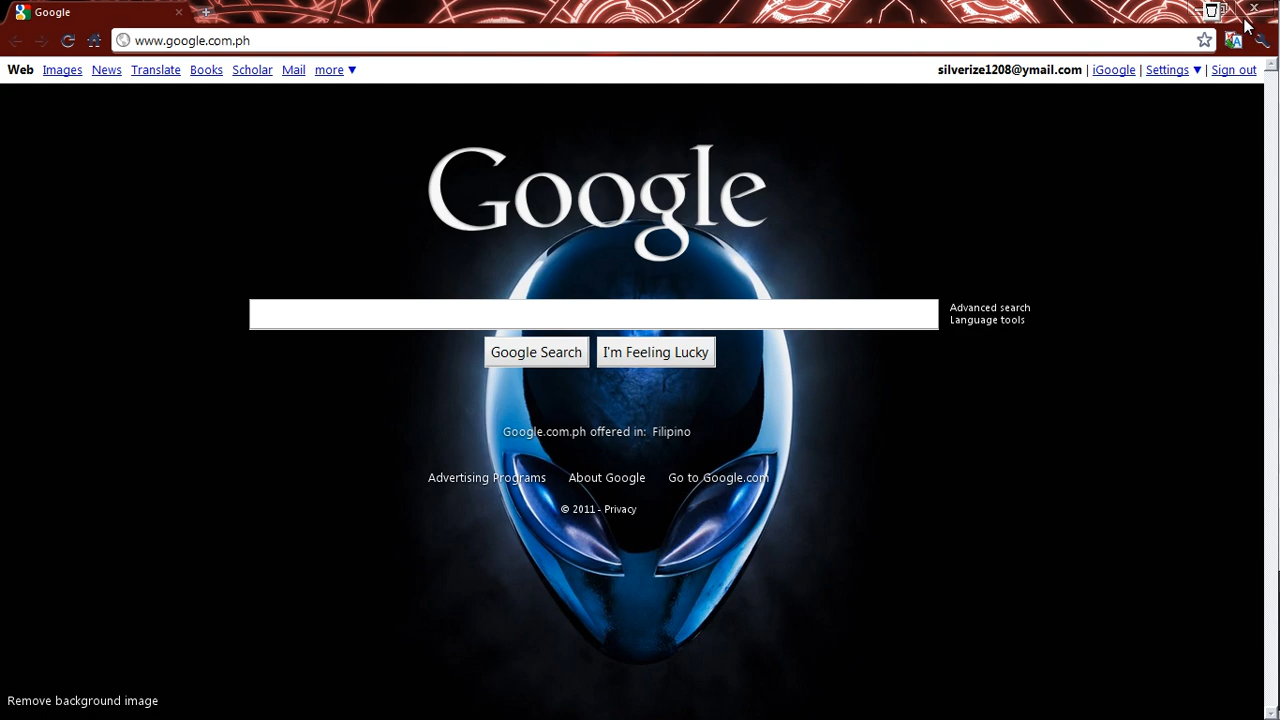 Google
www.google.com.ph
Web Images News Translate Books Scholar Mail more ▼
silverize1208@ymail.com | iGoogle | Settings ▼ | Sign out
Google
Advanced search
Language tools
Google Search
I'm Feeling Lucky
Google.com.ph offered in: Filipino
Advertising Programs About Google Go to Google.com
© 2011 - Privacy
Remove background image